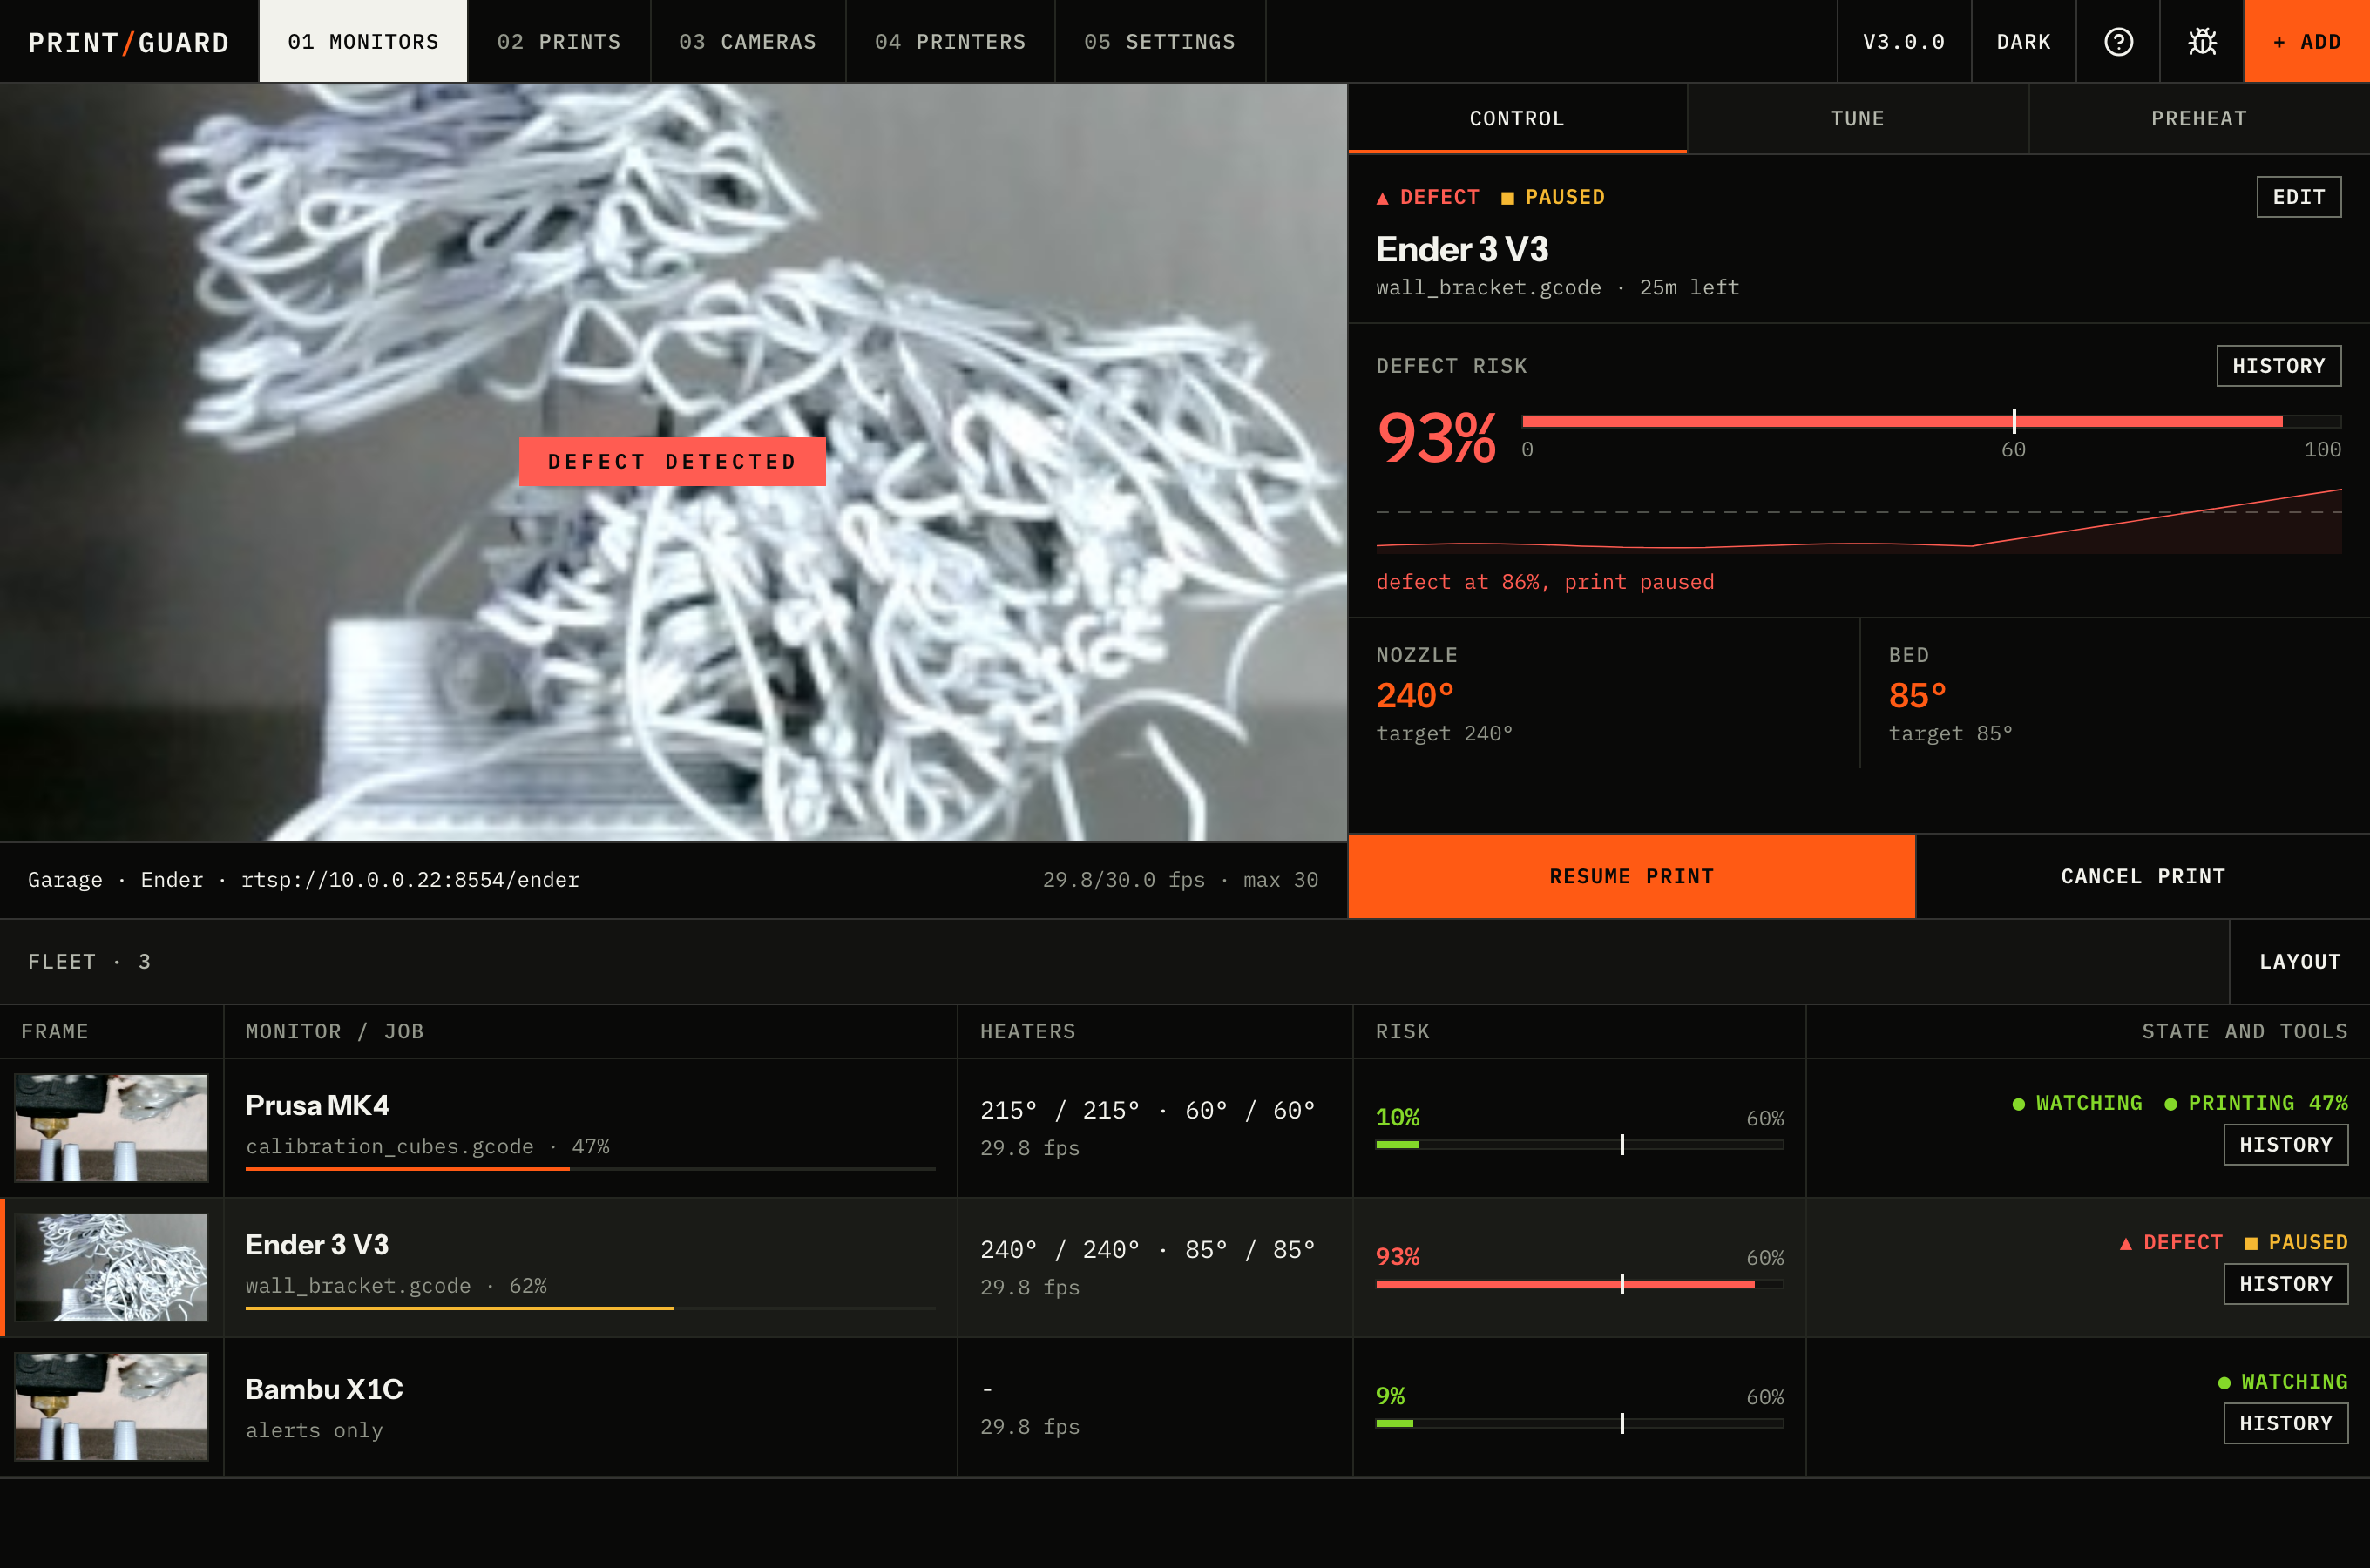 PRINT/GUARD 01 MONITORS 02 PRINTS 03 CAMERAS 04 PRINTERS 05 SETTINGS V3.0.0 DARK + ADD
CONTROL TUNE PREHEAT
▲ DEFECT ■ PAUSED EDIT
Ender 3 V3
wall_bracket.gcode · 25m left
DEFECT RISK HISTORY
93%
0 60 100
DEFECT DETECTED
defect at 86%, print paused
NOZZLE BED
240° 85°
target 240° target 85°
Garage · Ender · rtsp://10.0.0.22:8554/ender 29.8/30.0 fps · max 30
RESUME PRINT CANCEL PRINT
FLEET · 3 LAYOUT
FRAME MONITOR / JOB HEATERS RISK STATE AND TOOLS
Prusa MK4 215° / 215° · 60° / 60° 10% 60% ● WATCHING ● PRINTING 47%
calibration_cubes.gcode · 47% 29.8 fps HISTORY
Ender 3 V3 240° / 240° · 85° / 85° 93% 60% ▲ DEFECT ■ PAUSED
wall_bracket.gcode · 62% 29.8 fps HISTORY
Bambu X1C - 9% 60% ● WATCHING
alerts only 29.8 fps HISTORY